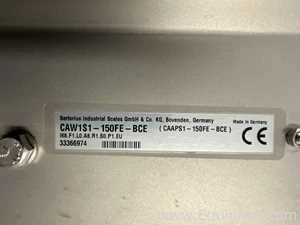 Sartorius Industrial Scales GmbH & Co. KG, Bovenden, Germany
CAW1S1-150FE-BCE (CAAPS1-150FE-BCE)
Made in Germany
33366974
CE